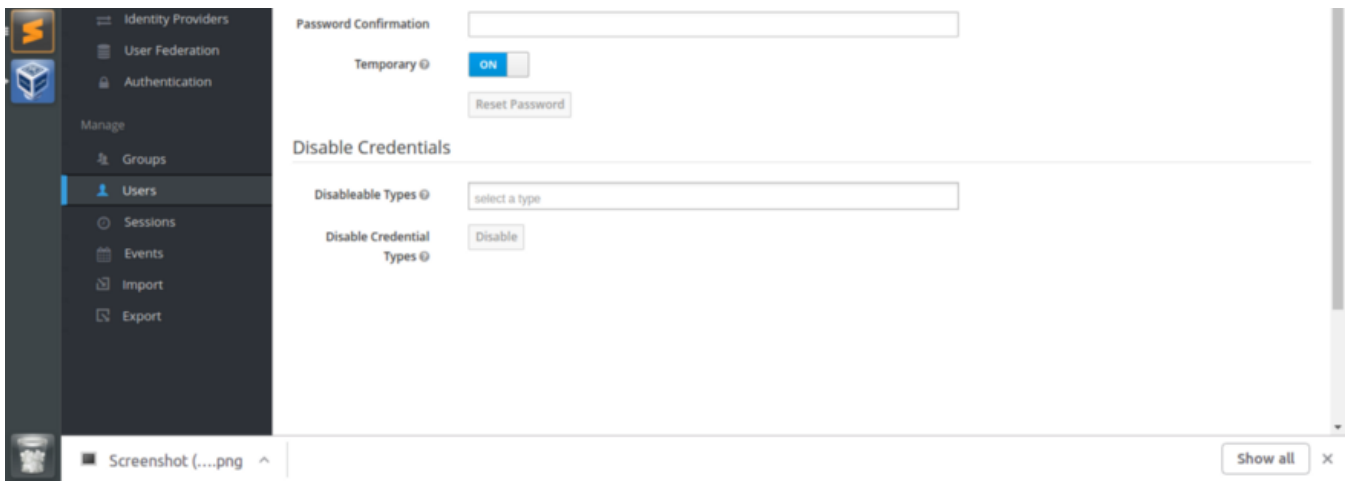 Identity Providers
User Federation
Authentication
Manage
Groups
Users
Sessions
Events
Import
Export
Password Confirmation
Temporary
ON
Reset Password
Disable Credentials
Disableable Types
select a type
Disable Credential
Types
Disable
Screenshot (....png
Show all